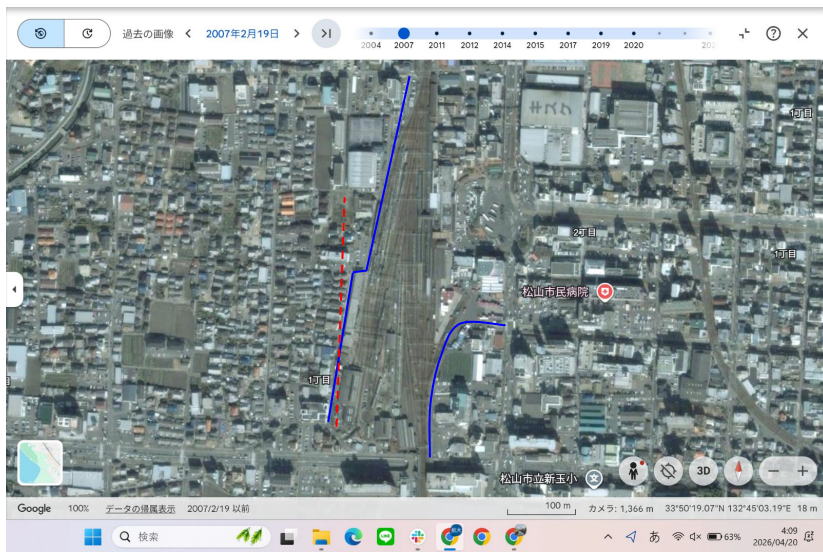 過去の画像 2007年2月19日
2004 2007 2011 2012 2014 2015 2017 2019 2020
キスケ
1丁目
2丁目
1丁目
松山市民病院
1丁目
松山市立新玉小
3D
100 m
Google 100% データの帰属表示 2007/2/19 以前
カメラ: 1,366 m 33°50'19.07"N 132°45'03.19"E 18 m
検索
LINE
あ
63%
4:09
2026/04/20